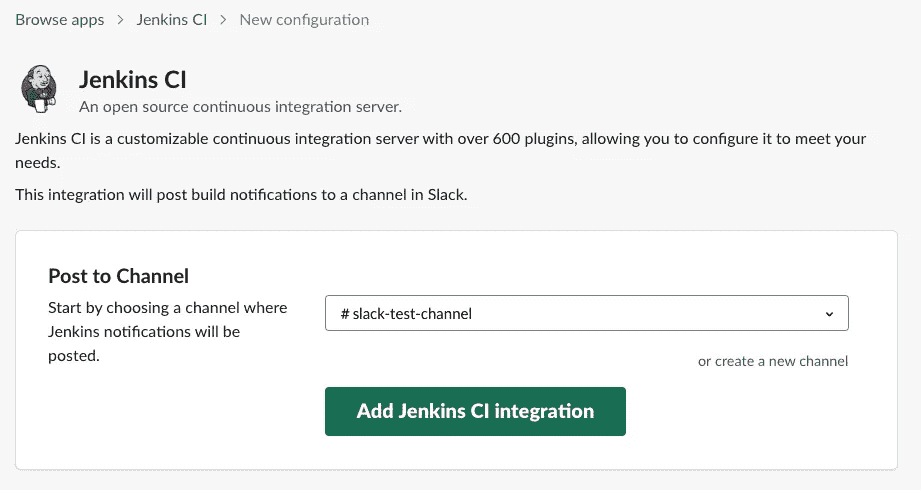 Browse apps > Jenkins CI > New configuration
Jenkins CI
An open source continuous integration server.
Jenkins CI is a customizable continuous integration server with over 600 plugins, allowing you to configure it to meet your
needs.
This integration will post build notifications to a channel in Slack.
Post to Channel
Start by choosing a channel where
Jenkins notifications will be
posted.
# slack-test-channel
or create a new channel
Add Jenkins CI integration